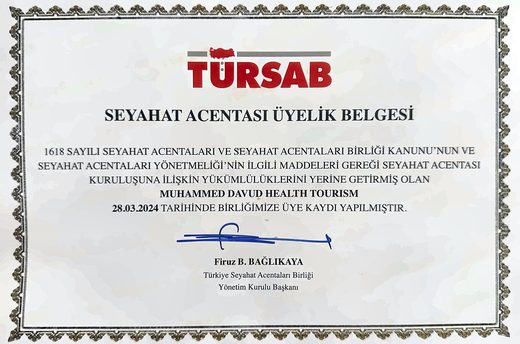 TÜRSAB
SEYAHAT ACENTASI ÜYELİK BELGESİ
1618 SAYILI SEYAHAT ACENTALARI VE SEYAHAT ACENTALARI BİRLİĞİ KANUNU'NUN VE
SEYAHAT ACENTALARI YÖNETMELİĞİ'NİN İLGİLİ MADDELERİ GEREĞİ SEYAHAT ACENTASI
KURULUŞUNA İLİŞKİN YÜKÜMLÜLÜKLERİNİ YERİNE GETİRMİŞ OLAN
MUHAMMED DAVUD HEALTH TOURISM
28.03.2024 TARİHİNDE BİRLİĞİMİZE ÜYE KAYDI YAPILMIŞTIR.
Firuz B. BAĞLIKAYA
Türkiye Seyahat Acentaları Birliği
Yönetim Kurulu Başkanı